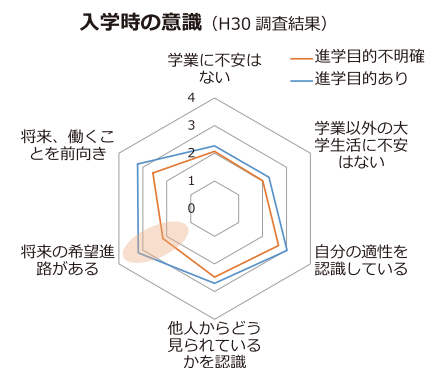 入学時の意識（H30 調査結果）
進学目的不明確
進学目的あり
学業に不安は
ない
4
3
2
1
0
学業以外の大
学生活に不安
はない
自分の適性を
認識している
他人からどう
見られている
かを認識
将来の希望進
路がある
将来、働くこ
とを前向き